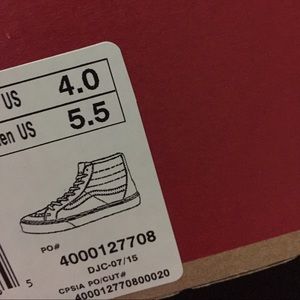 US 4.0
en US 5.5
PO# 4000127708
DJC-07/15
CPSIA PO/CUT#
400012770800020
5